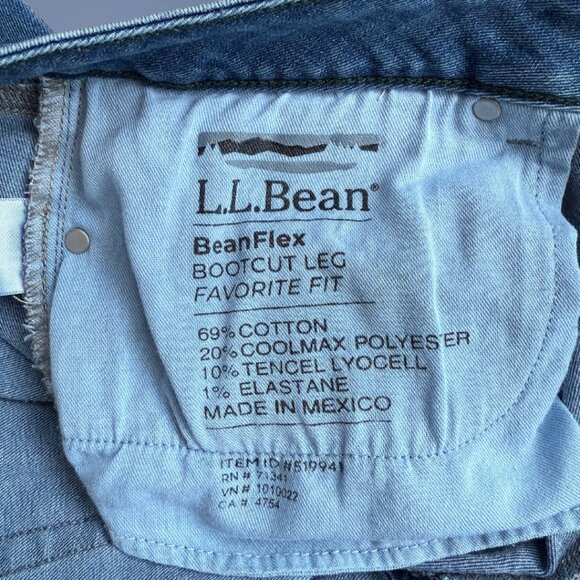 L.L.Bean®
BeanFlex
BOOTCUT LEG
FAVORITE FIT
69% COTTON
20% COOLMAX POLYESTER
10% TENCEL LYOCELL
1% ELASTANE
MADE IN MEXICO
ITEM ID #519941
RN # 71341
VN# 1010022
CA #. 4754